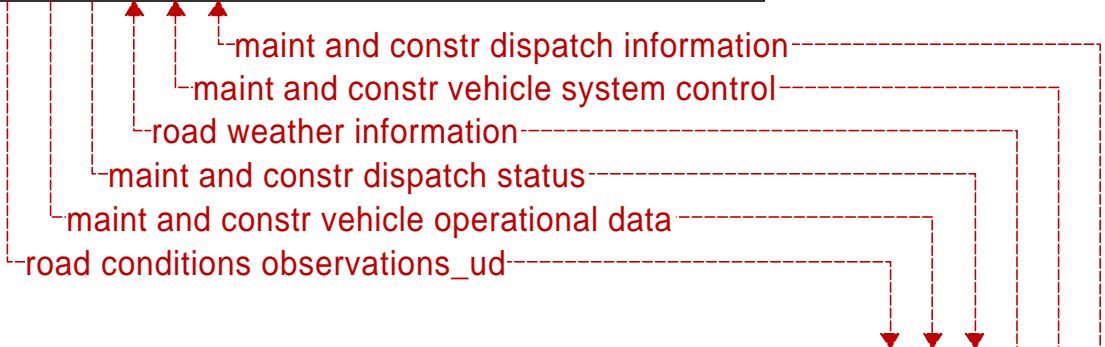 maint and constr dispatch information
maint and constr vehicle system control
road weather information
maint and constr dispatch status
maint and constr vehicle operational data
road conditions observations_ud